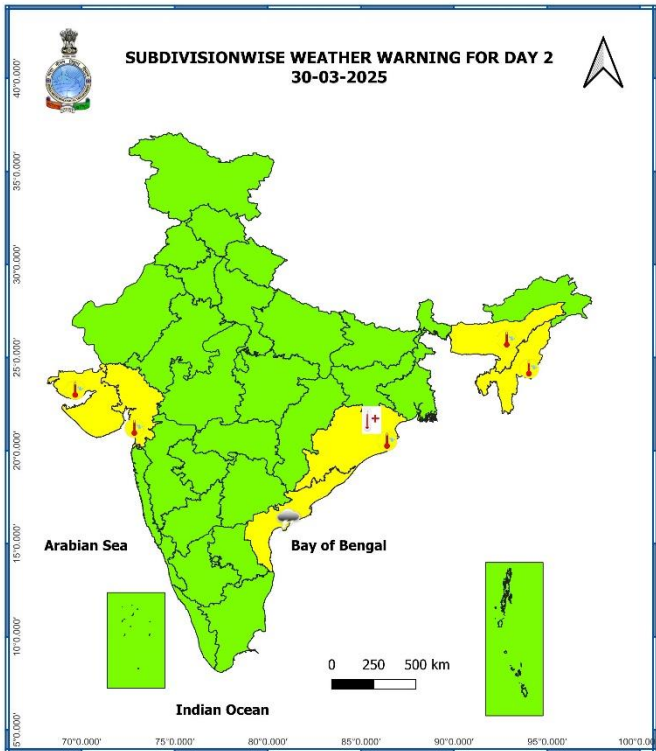 SUBDIVISIONWISE WEATHER WARNING FOR DAY 2
30-03-2025
40°0.000'
35°0.000'
30°0.000'
25°0.000'
20°0.000'
15°0.000'
10°0.000'
5°0.000'
Arabian Sea
Bay of Bengal
0 250 500 km
Indian Ocean
70°0.000' 75°0.000' 80°0.000' 85°0.000' 90°0.000' 95°0.000' 100°0.00